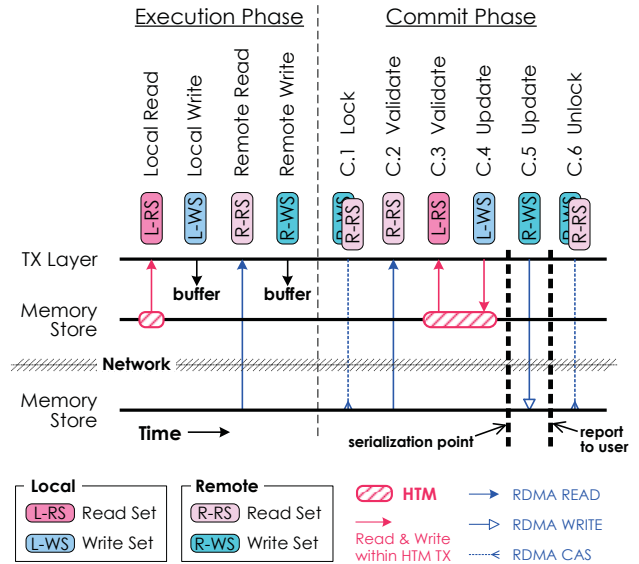 Execution Phase
Commit Phase
Local Read
Local Write
Remote Read
Remote Write
C.1 Lock
C.2 Validate
C.3 Validate
C.4 Update
C.5 Update
C.6 Unlock
L-RS
L-WS
R-RS
R-WS
R-WS
R-RS
R-RS
L-RS
L-WS
R-WS
R-WS
R-RS
TX Layer
buffer
buffer
Memory
Store
Network
Memory
Store
Time
serialization point
report
to user
Local
L-RS Read Set
L-WS Write Set
Remote
R-RS Read Set
R-WS Write Set
HTM
Read & Write
within HTM TX
RDMA READ
RDMA WRITE
RDMA CAS